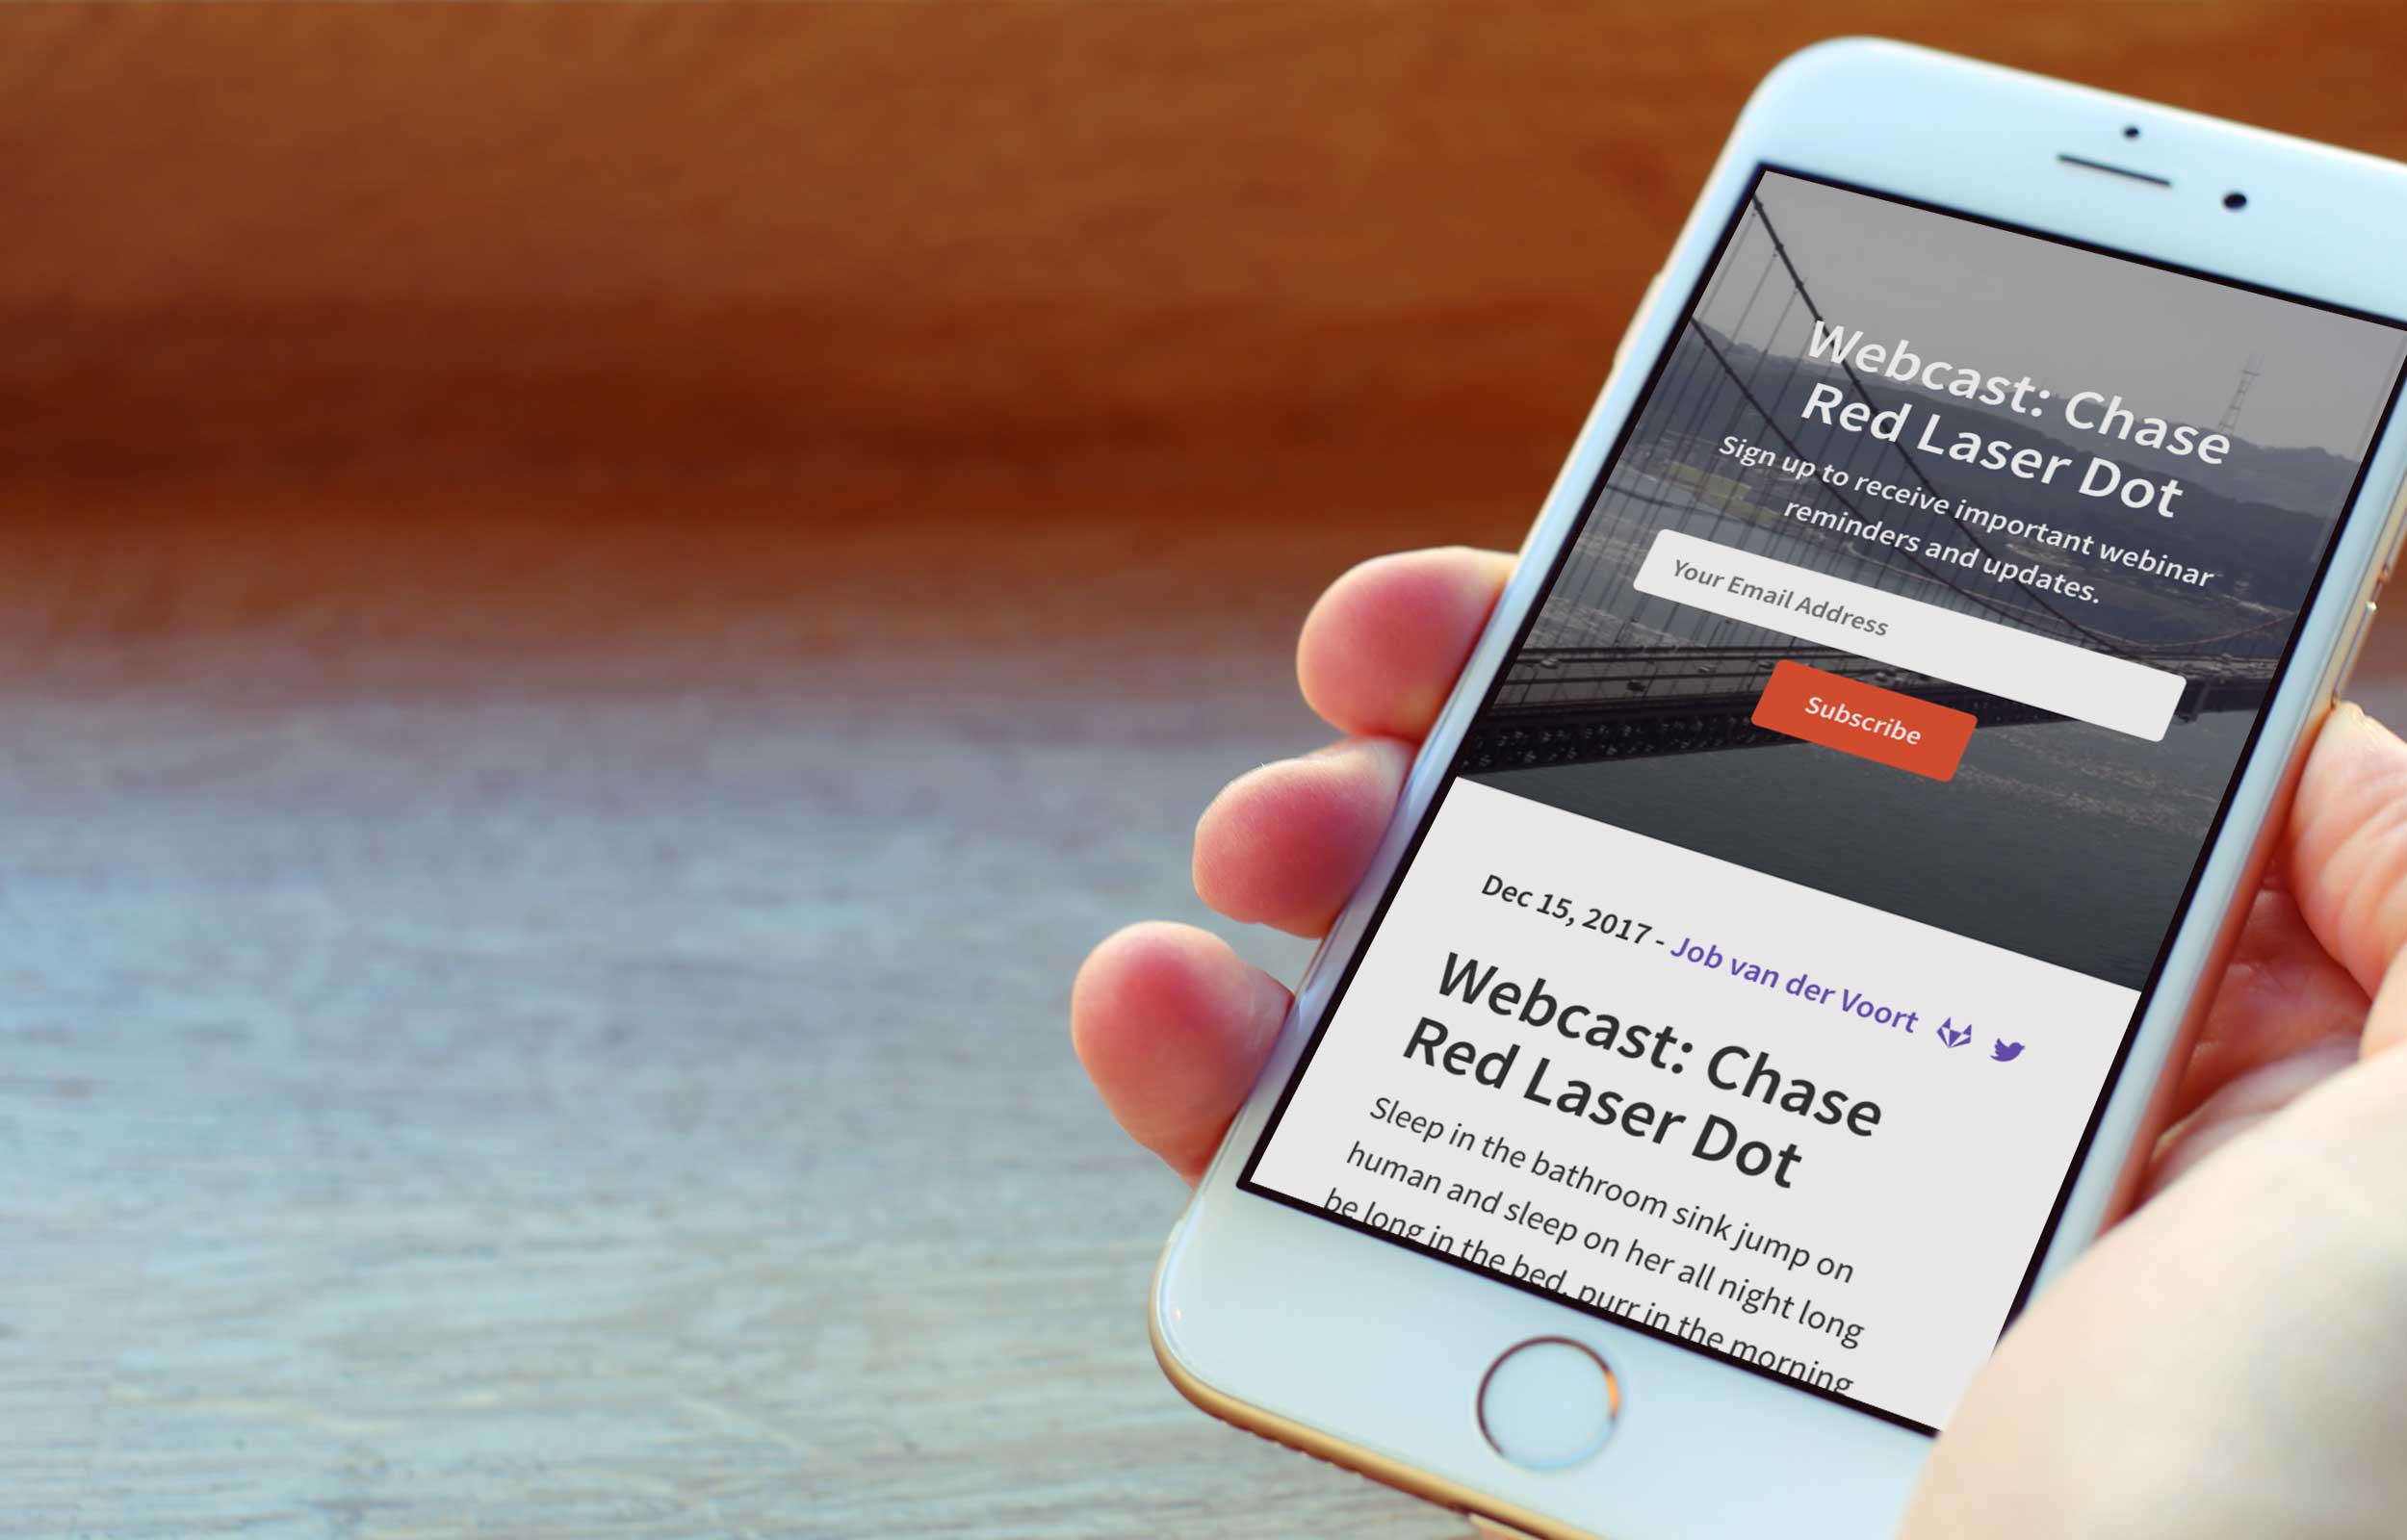 Webcast: Chase
Red Laser Dot
Sign up to receive important webinar
reminders and updates.
Your Email Address
Subscribe
Dec 15, 2017 - Job van der Voort
Webcast: Chase
Red Laser Dot
Sleep in the bathroom sink jump on
human and sleep on her all night long
be long in the bed, purr in the morning